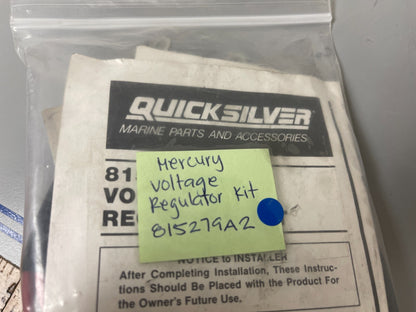 QUICKSILVER
MARINE PARTS AND ACCESSORIES
Mercury
Voltage
Regulator Kit
815279A2
NOTICE to INSTALLER
After Completing Installation, These Instruc-
tions Should Be Placed with the Product For
the Owner's Future Use.